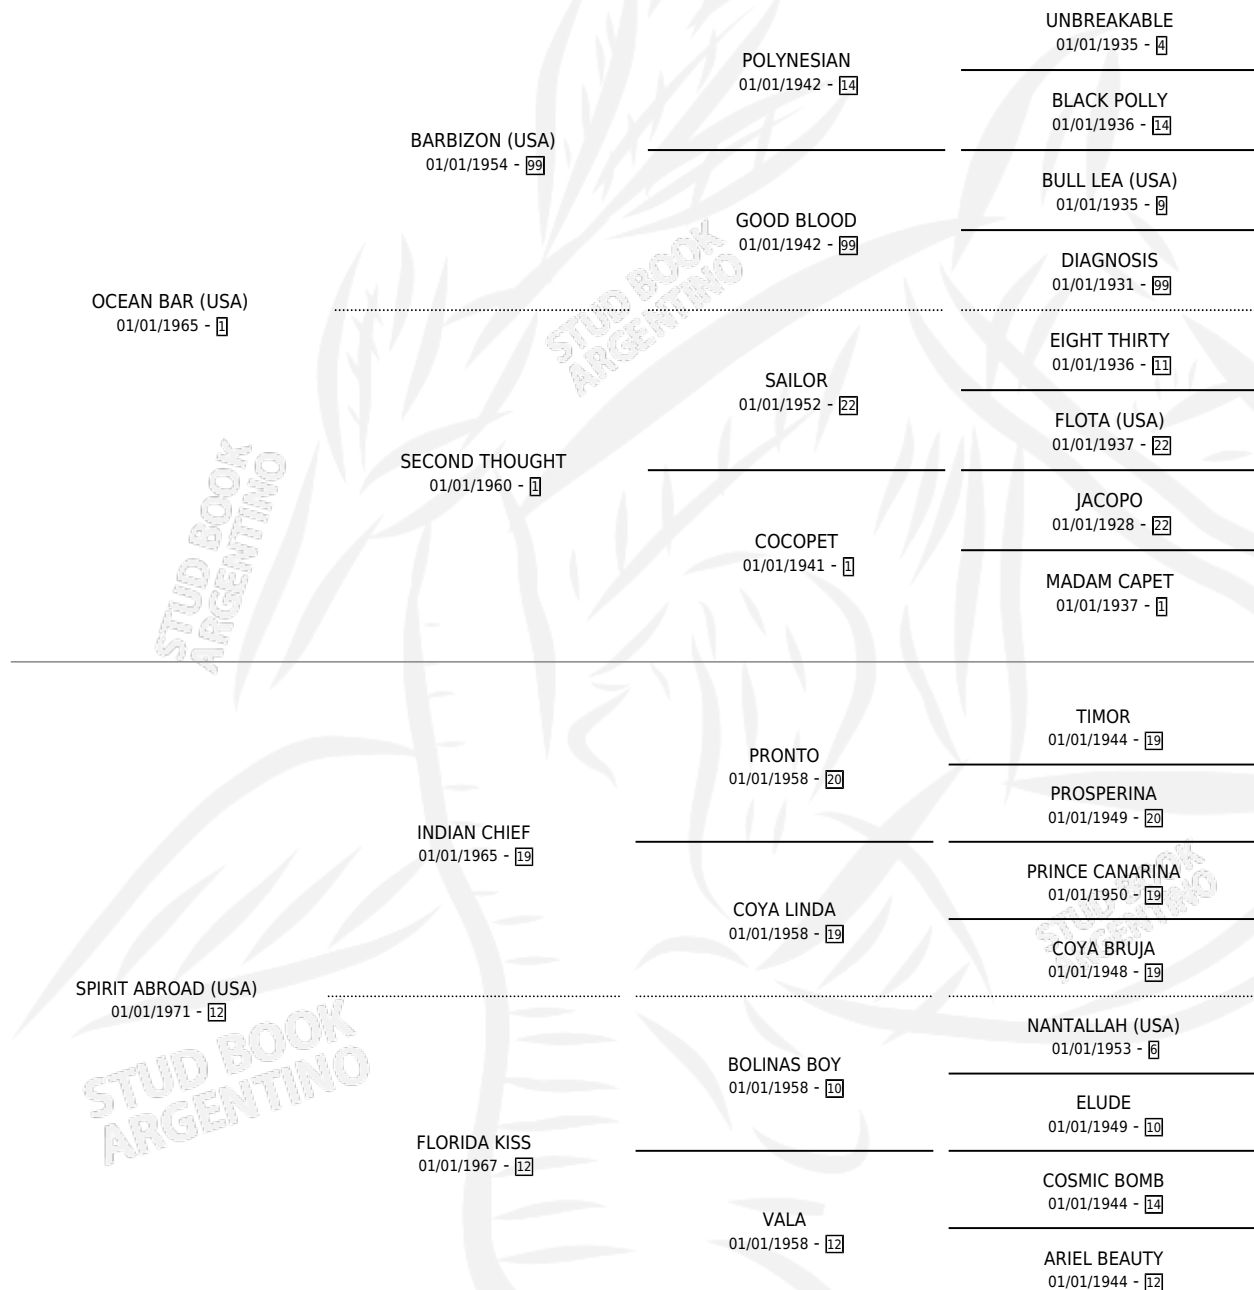 UNBREAKABLE
01/01/1935 - 4
POLYNESIAN
01/01/1942 - 14
BLACK POLLY
01/01/1936 - 14
BARBIZON (USA)
01/01/1954 - 99
BULL LEA (USA)
01/01/1935 - 9
GOOD BLOOD
01/01/1942 - 99
DIAGNOSIS
01/01/1931 - 99
OCEAN BAR (USA)
01/01/1965 - 1
EIGHT THIRTY
01/01/1936 - 11
SAILOR
01/01/1952 - 22
FLOTA (USA)
01/01/1937 - 22
SECOND THOUGHT
01/01/1960 - 1
JACOPO
01/01/1928 - 22
COCOPET
01/01/1941 - 1
MADAM CAPET
01/01/1937 - 1
TIMOR
01/01/1944 - 19
PRONTO
01/01/1958 - 20
PROSPERINA
01/01/1949 - 20
INDIAN CHIEF
01/01/1965 - 19
PRINCE CANARINA
01/01/1950 - 19
COYA LINDA
01/01/1958 - 19
COYA BRUJA
01/01/1948 - 19
SPIRIT ABROAD (USA)
01/01/1971 - 12
NANTALLAH (USA)
01/01/1953 - 6
BOLINAS BOY
01/01/1958 - 10
ELUDE
01/01/1949 - 10
FLORIDA KISS
01/01/1967 - 12
COSMIC BOMB
01/01/1944 - 14
VALA
01/01/1958 - 12
ARIEL BEAUTY
01/01/1944 - 12
STUD BOOK
ARGENTINO
STUD BOOK
ARGENTINO
STUD BOOK
ARGENTINO
STUD BOOK
ARGENTINO